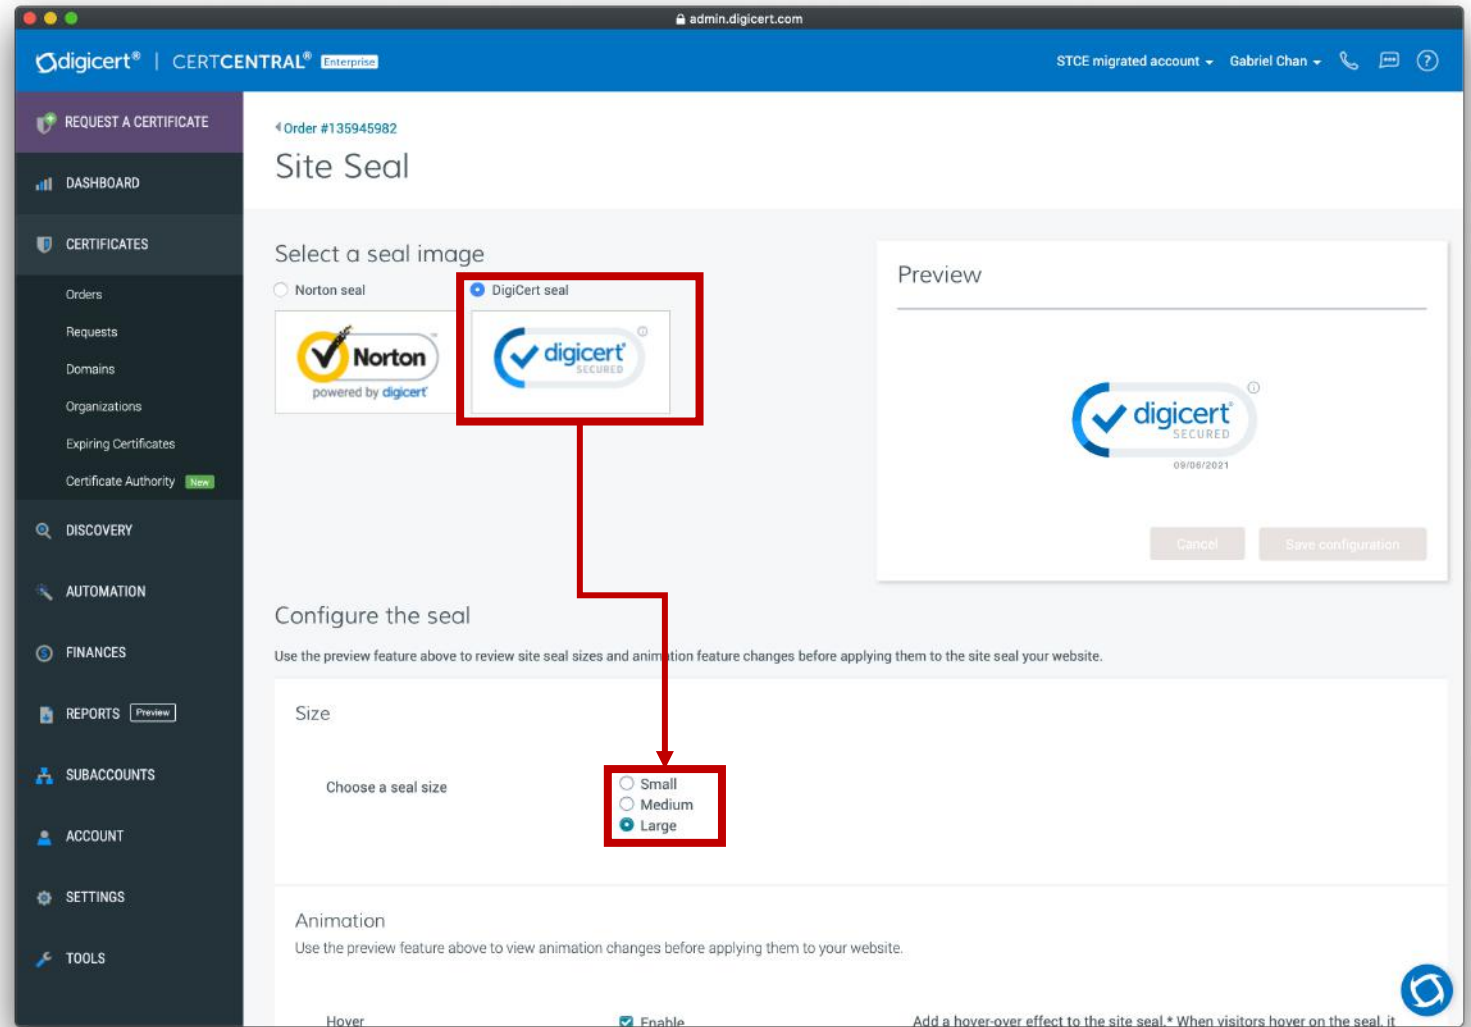 admin.digicert.com
digicert® | CERTCENTRAL® Enterprise
STCE migrated account
Gabriel Chan
REQUEST A CERTIFICATE
DASHBOARD
CERTIFICATES
Orders
Requests
Domains
Organizations
Expiring Certificates
Certificate Authority New
DISCOVERY
AUTOMATION
FINANCES
REPORTS Preview
SUBACCOUNTS
ACCOUNT
SETTINGS
TOOLS
Order #135945982
Site Seal
Select a seal image
Norton seal
DigiCert seal
Norton™
powered by digicert®
digicert®
SECURED
Preview
digicert®
SECURED
09/06/2021
Cancel
Save configuration
Configure the seal
Use the preview feature above to review site seal sizes and animation feature changes before applying them to the site seal your website.
Size
Choose a seal size
Small
Medium
Large
Animation
Use the preview feature above to view animation changes before applying them to your website.
Hover
Enable
Add a hover-over effect to the site seal.* When visitors hover on the seal, it